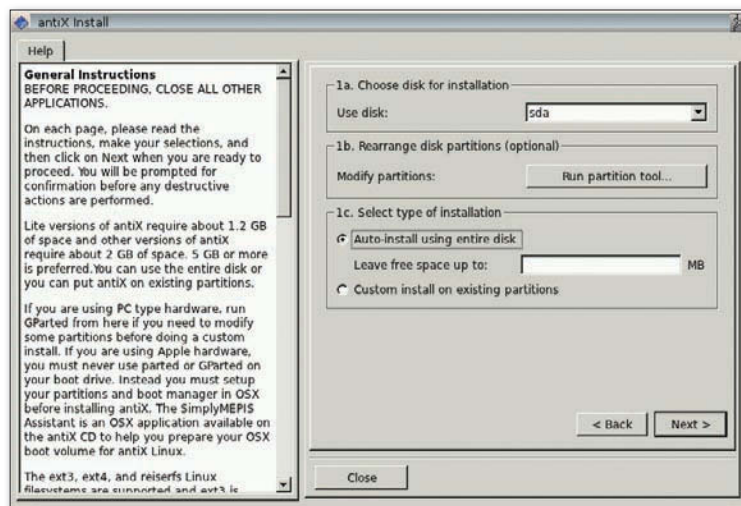 antiX Install
Help
General Instructions
BEFORE PROCEEDING, CLOSE ALL OTHER
APPLICATIONS.
On each page, please read the
instructions, make your selections, and
then click on Next when you are ready to
proceed. You will be prompted for
confirmation before any destructive
actions are performed.
Lite versions of antiX require about 1.2 GB
of space and other versions of antiX
require about 2 GB of space. 5 GB or more
is preferred.You can use the entire disk or
you can put antiX on existing partitions.
If you are using PC type hardware, run
GParted from here if you need to modify
some partitions before doing a custom
install. If you are using Apple hardware,
you must never use parted or GParted on
your boot drive. Instead you must setup
your partitions and boot manager in OSX
before installing antiX. The SimplyMEPIS
Assistant is an OSX application available on
the antiX CD to help you prepare your OSX
boot volume for antiX Linux.
The ext3, ext4, and reiserfs Linux
filesystems are supported and ext3 is
1a. Choose disk for installation
Use disk:
sda
1b. Rearrange disk partitions (optional)
Modify partitions:
Run partition tool...
1c. Select type of installation
Auto-install using entire disk
Leave free space up to:
MB
Custom install on existing partitions
< Back
Next >
Close